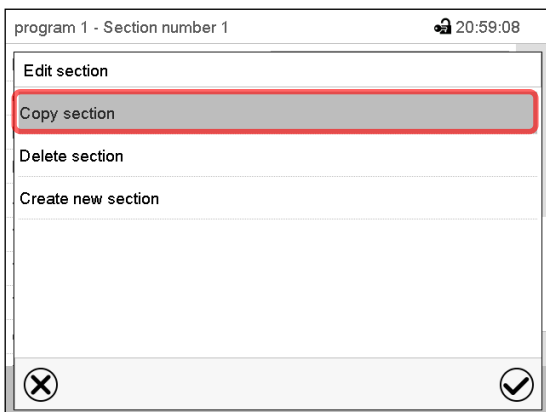 program 1 - Section number 1 20:59:08
Edit section
Copy section
Delete section
Create new section